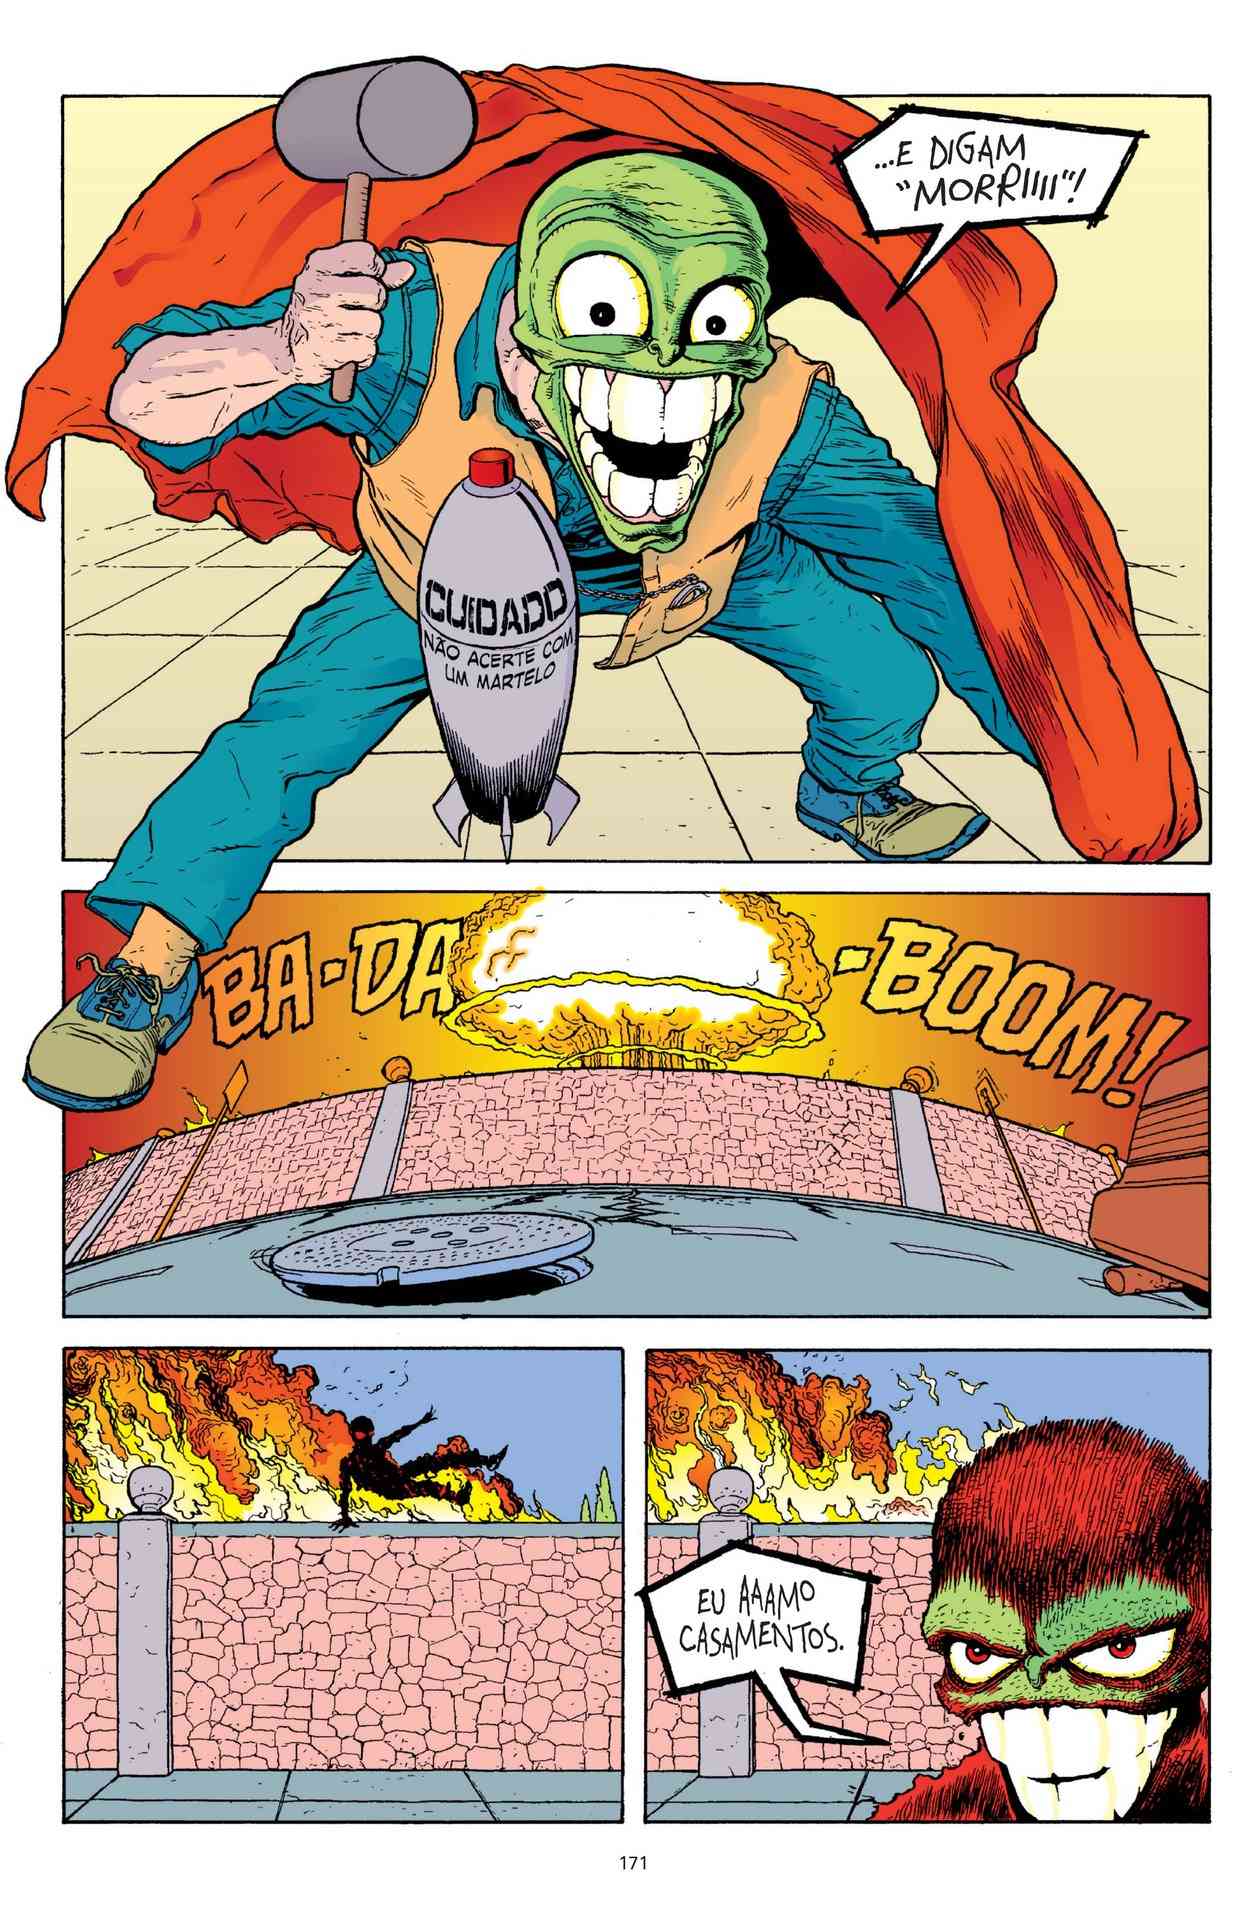 ...E DIGAM
"MORRIIII"!
CUIDADO
NÃO ACERTE COM
UM MARTELO
BA-DA-BOOM!
EU AAAMO
CASAMENTOS.
171